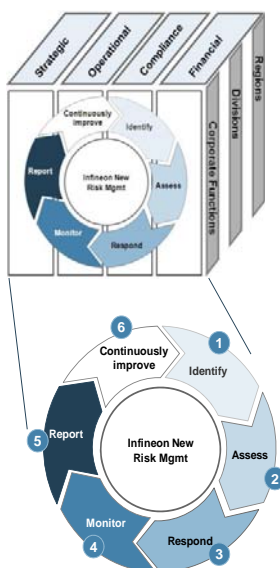 Strategic
Operational
Compliance
Financial
Regions
Divisions
Corporate Functions
Continuously
improve
Identify
Report
Infineon New
Risk Mgmt
Assess
Monitor
Respond
6
1
Continuously
improve
Identify
5
Report
Infineon New
Risk Mgmt
Assess
2
Monitor
4
Respond
3